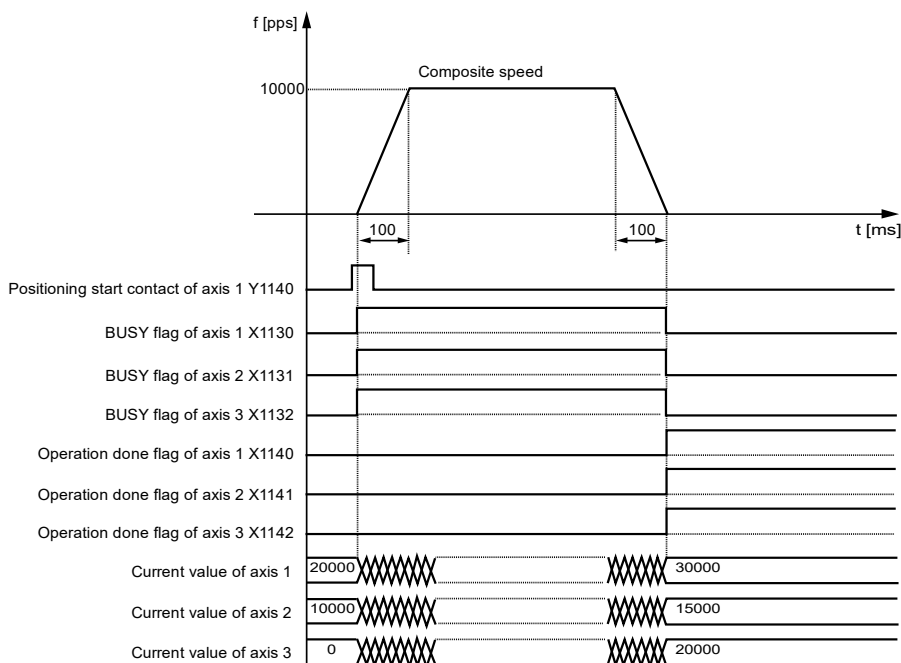 f [pps]
Composite speed
10000
100
100
t [ms]
Positioning start contact of axis 1 Y1140
BUSY flag of axis 1 X1130
BUSY flag of axis 2 X1131
BUSY flag of axis 3 X1132
Operation done flag of axis 1 X1140
Operation done flag of axis 2 X1141
Operation done flag of axis 3 X1142
Current value of axis 1 20000 30000
Current value of axis 2 10000 15000
Current value of axis 3 0 20000